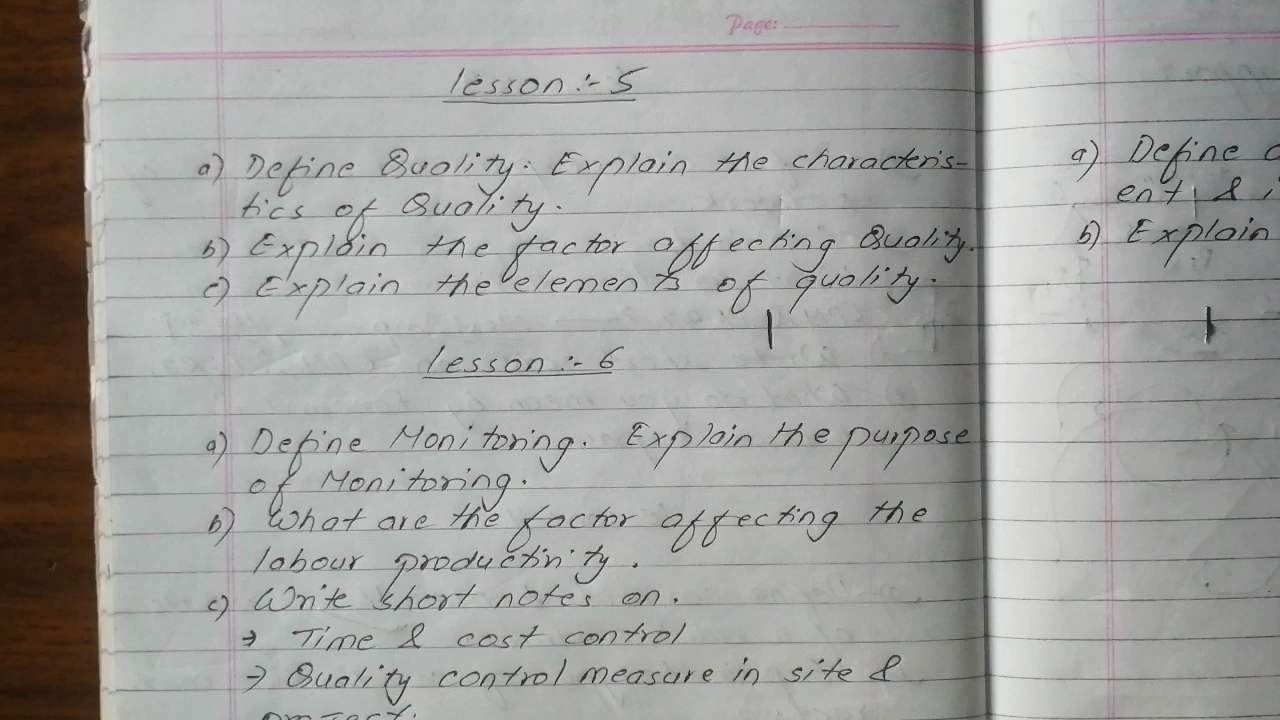 Page:
lesson :- 5
a) Define Quality. Explain the characteris-
tics of Quality.
b) Explain the factor affecting Quality.
c) Explain the elements of quality.
lesson :- 6
a) Define Monitoring. Explain the purpose
of Monitoring.
b) What are the factor affecting the
labour productivity.
c) Write short notes on.
→ Time & cost control
→ Quality control measure in site &
a) Define
ent &
b) Explain